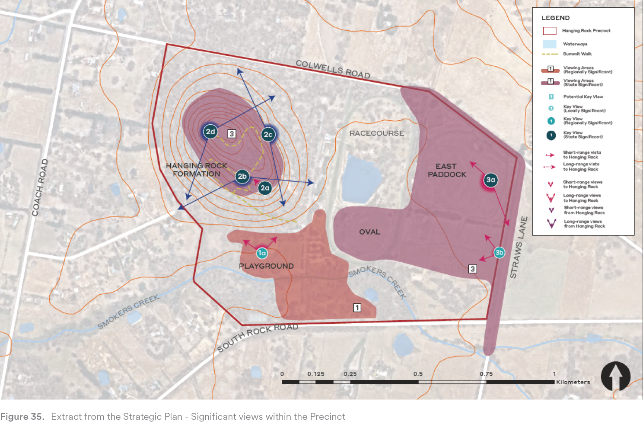 LEGEND
Hanging Rock Precinct
Waterways
Summit Walk
1
Viewing Areas
(Regionally Significant)
1
Viewing Areas
(State Significant)
Potential Key View
Key View
(Locally Significant)
Key View
(Regionally Significant)
Key View
(State Significant)
Short-range vista
to Hanging Rock
Long-range vista
to Hanging Rock
Short-range views
to Hanging Rock
Long-range views
to Hanging Rock
Short-range views
from Hanging Rock
Long-range views
from Hanging Rock
COLWELLS ROAD
COACH ROAD
2d
3
2c
RACECOURSE
HANGING ROCK
FORMATION
2b
2a
EAST
PADDOCK
3a
OVAL
STRAWS LANE
1a
PLAYGROUND
3b
3
SMOKERS CREEK
SMOKERS CREEK
1
SOUTH ROCK ROAD
0 0.125 0.25 0.5 0.75 1
Kilometers
Figure 35. Extract from the Strategic Plan - Significant views within the Precinct